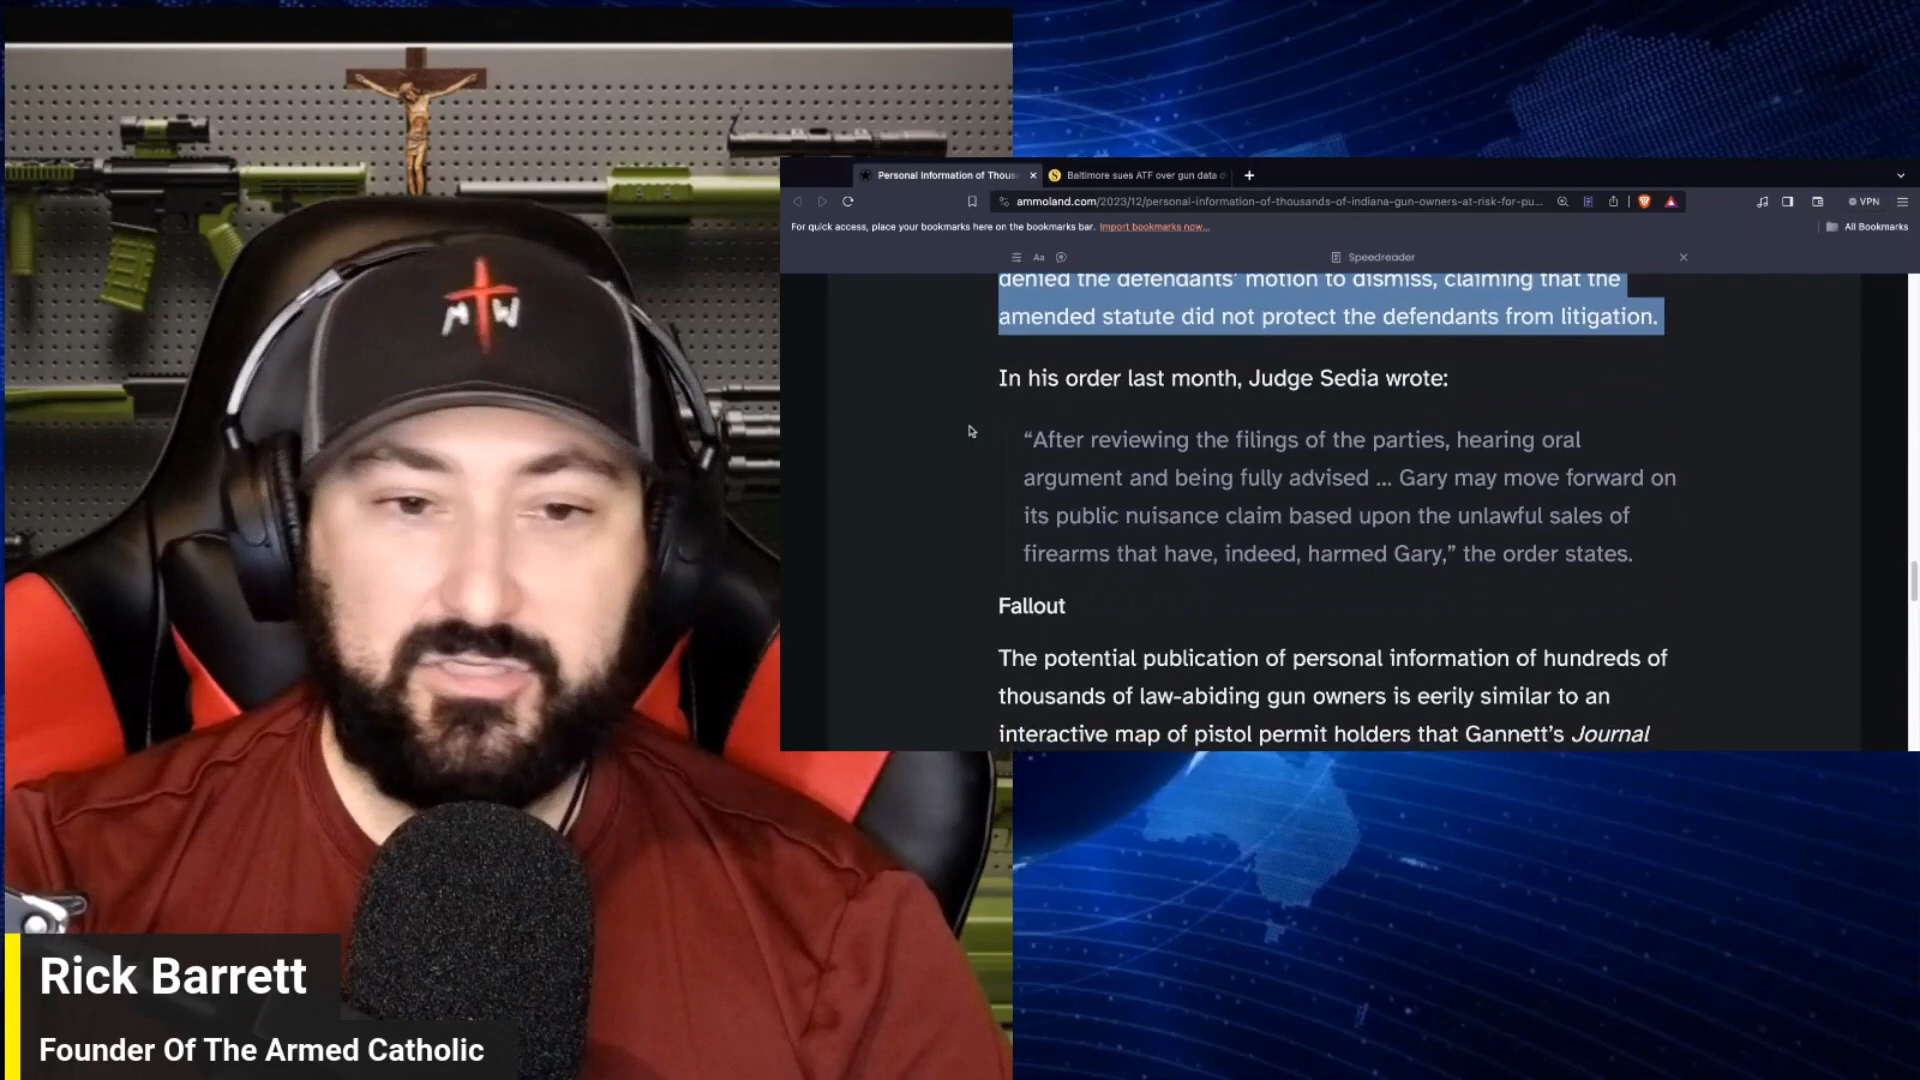 M W
Personal Information of Thous
Baltimore sues ATF over gun data d
ammoland.com/2023/12/personal-information-of-thousands-of-indiana-gun-owners-at-risk-for-pu...
VPN
For quick access, place your bookmarks here on the bookmarks bar. Import bookmarks now...
All Bookmarks
Aa
Speedreader
denied the defendants’ motion to dismiss, claiming that the
amended statute did not protect the defendants from litigation.
In his order last month, Judge Sedia wrote:
“After reviewing the filings of the parties, hearing oral
argument and being fully advised ... Gary may move forward on
its public nuisance claim based upon the unlawful sales of
firearms that have, indeed, harmed Gary,” the order states.
Fallout
The potential publication of personal information of hundreds of
thousands of law-abiding gun owners is eerily similar to an
interactive map of pistol permit holders that Gannett’s Journal
Rick Barrett
Founder Of The Armed Catholic